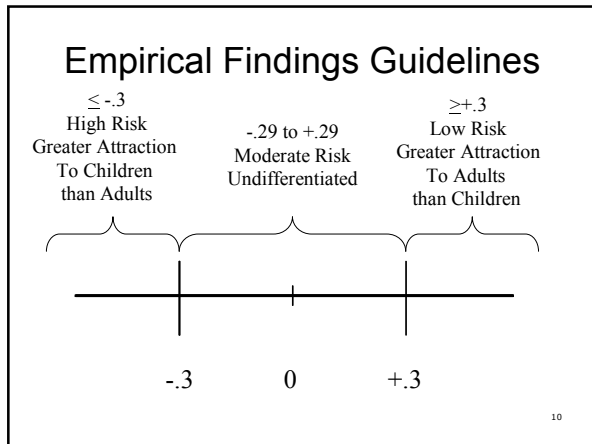 Empirical Findings Guidelines
≤ -.3
High Risk
Greater Attraction
To Children
than Adults
-.29 to +.29
Moderate Risk
Undifferentiated
≥+.3
Low Risk
Greater Attraction
To Adults
than Children
-.3 0 +.3
10